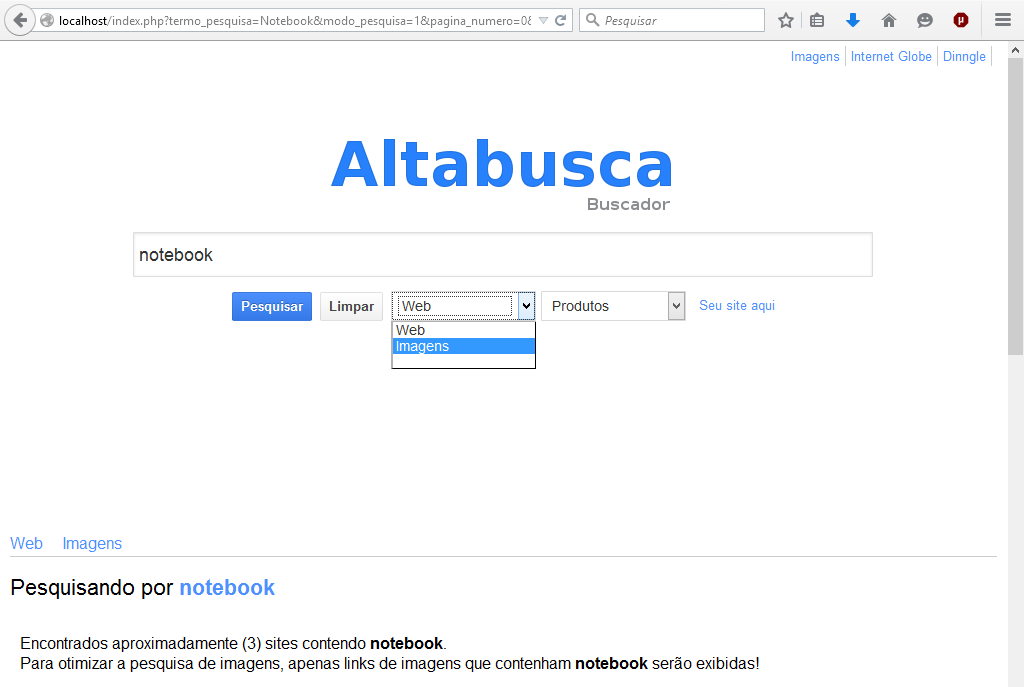 localhost/index.php?termo_pesquisa=Notebook&modo_pesquisa=1&pagina_numero=0&
Pesquisar
Imagens Internet Globe Dinngle
Altabusca
Buscador
notebook
Pesquisar Limpar Web Produtos Seu site aqui
Web
Imagens
Web Imagens
Pesquisando por notebook
Encontrados aproximadamente (3) sites contendo notebook.
Para otimizar a pesquisa de imagens, apenas links de imagens que contenham notebook serão exibidas!